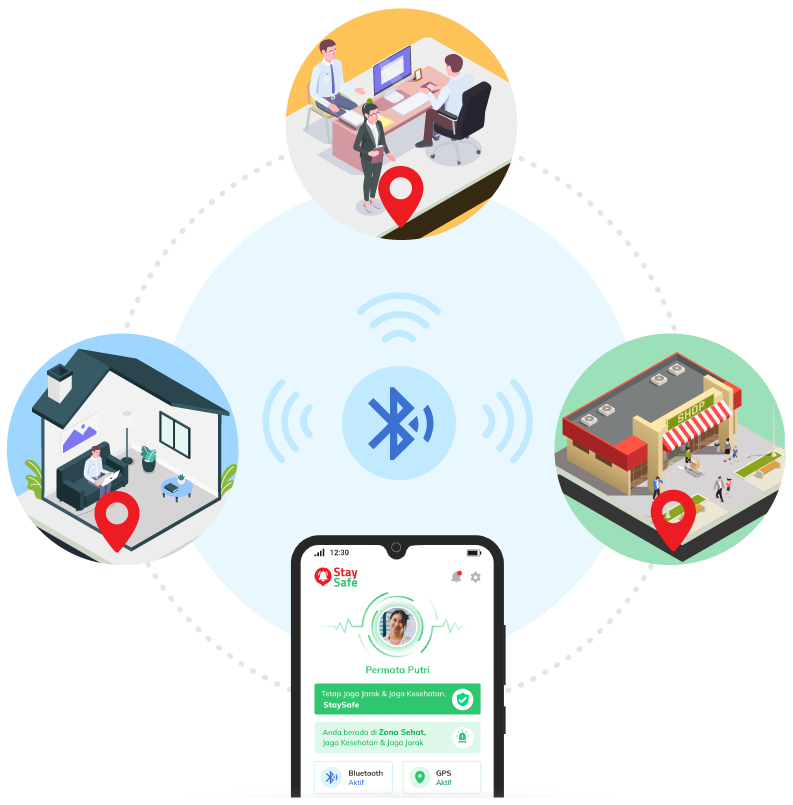 SHOP
12:30
Stay
Safe
Permata Putri
Tetap Jaga Jarak & Jaga Kesehatan,
StaySafe
Anda berada di Zona Sehat,
Jaga Kesehatan & Jaga Jarak
Bluetooth
Aktif
GPS
Aktif